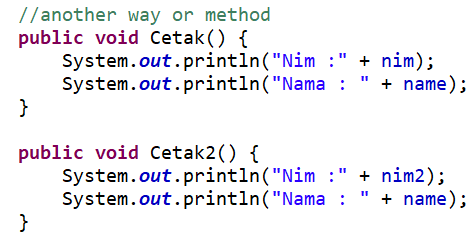 //another way or method
public void Cetak() {
System.out.println("Nim :" + nim);
System.out.println("Nama : " + name);
}
public void Cetak2() {
System.out.println("Nim :" + nim2);
System.out.println("Nama : " + name);
}